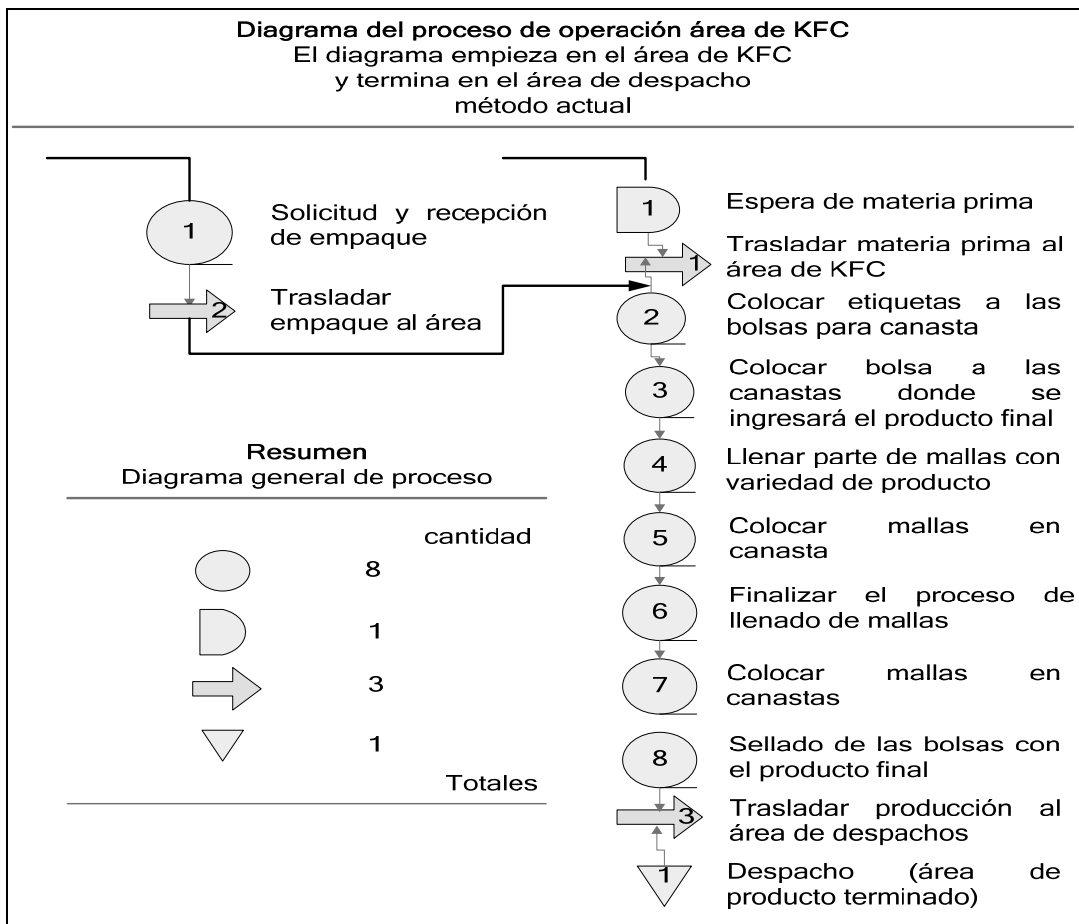 Diagrama del proceso de operación área de KFC
El diagrama empieza en el área de KFC
y termina en el área de despacho
método actual
1
Solicitud y recepción
de empaque
2
Trasladar
empaque al área
1
Espera de materia prima
1
Trasladar materia prima al
área de KFC
2
Colocar etiquetas a las
bolsas para canasta
3
Colocar bolsa a las
canastas donde se
ingresará el producto final
4
Llenar parte de mallas con
variedad de producto
5
Colocar mallas en
canasta
6
Finalizar el proceso de
llenado de mallas
7
Colocar mallas en
canastas
8
Sellado de las bolsas con
el producto final
3
Trasladar producción al
área de despachos
1
Despacho (área de
producto terminado)
Resumen
Diagrama general de proceso
cantidad
8
1
3
1
Totales